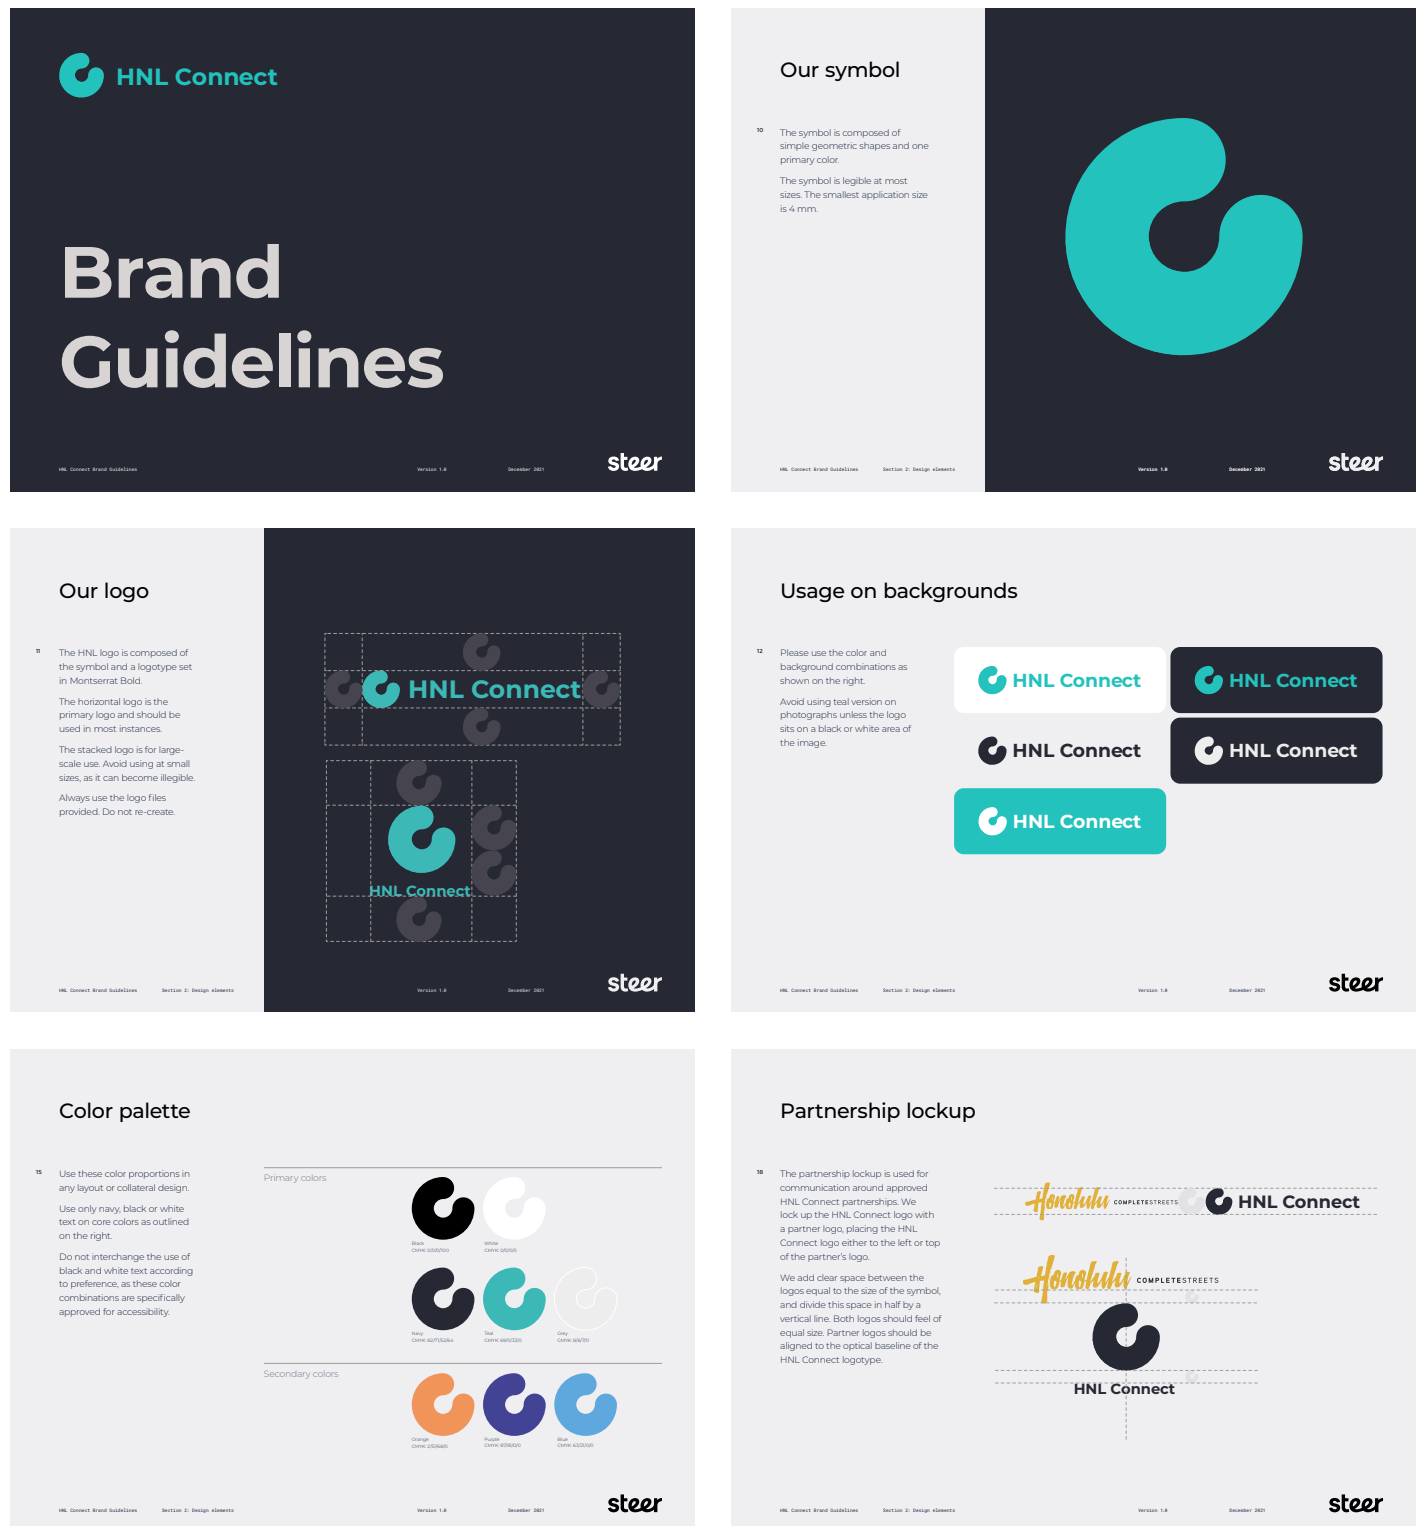 HNL Connect
Brand
Guidelines
HNL Connect Brand Guidelines
Version 1.0
December 2021
steer
Our symbol
10
The symbol is composed of
simple geometric shapes and one
primary color.
The symbol is legible at most
sizes. The smallest application size
is 4 mm.
HNL Connect Brand Guidelines
Section 2: Design elements
Version 1.0
December 2021
steer
Our logo
11
The HNL logo is composed of
the symbol and a logotype set
in Montserrat Bold.
The horizontal logo is the
primary logo and should be
used in most instances.
The stacked logo is for large-
scale use. Avoid using at small
sizes, as it can become illegible.
Always use the logo files
provided. Do not re-create.
HNL Connect
HNL Connect
HNL Connect Brand Guidelines
Section 2: Design elements
Version 1.0
December 2021
steer
Usage on backgrounds
12
Please use the color and
background combinations as
shown on the right.
Avoid using teal version on
photographs unless the logo
sits on a black or white area of
the image.
HNL Connect
HNL Connect
HNL Connect
HNL Connect
HNL Connect
HNL Connect Brand Guidelines
Section 2: Design elements
Version 1.0
December 2021
steer
Color palette
15
Use these color proportions in
any layout or collateral design.
Use only navy, black or white
text on core colors as outlined
on the right.
Do not interchange the use of
black and white text according
to preference, as these color
combinations are specifically
approved for accessibility.
Primary colors
Black
CMYK: 0/0/0/100
White
CMYK: 0/0/0/0
Navy
Teal
Grey
Secondary colors
Orange
Purple
Blue
HNL Connect Brand Guidelines
Section 2: Design elements
Version 1.0
December 2021
steer
Partnership lockup
18
The partnership lockup is used for
communication around approved
HNL Connect partnerships. We
lock up the HNL Connect logo with
a partner logo, placing the HNL
Connect logo either to the left or top
of the partner's logo.
We add clear space between the
logos equal to the size of the symbol,
and divide this space in half by a
vertical line. Both logos should feel of
equal size. Partner logos should be
aligned to the optical baseline of the
HNL Connect logotype.
Honolulu COMPLETESTREETS HNL Connect
Honolulu COMPLETESTREETS
HNL Connect
HNL Connect Brand Guidelines
Section 2: Design elements
Version 1.0
December 2021
steer